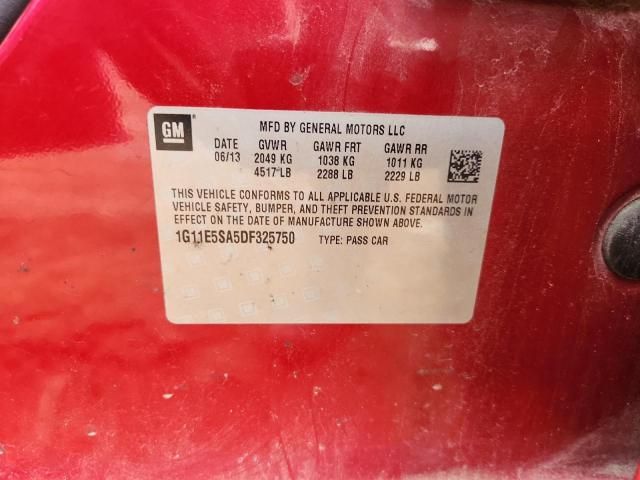 GM
MFD BY GENERAL MOTORS LLC
DATE GVWR GAWR FRT GAWR RR
06/13 2049 KG 1038 KG 1011 KG
4517 LB 2288 LB 2229 LB
THIS VEHICLE CONFORMS TO ALL APPLICABLE U.S. FEDERAL MOTOR
VEHICLE SAFETY, BUMPER, AND THEFT PREVENTION STANDARDS IN
EFFECT ON THE DATE OF MANUFACTURE SHOWN ABOVE.
1G11E5SA5DF325750 TYPE: PASS CAR